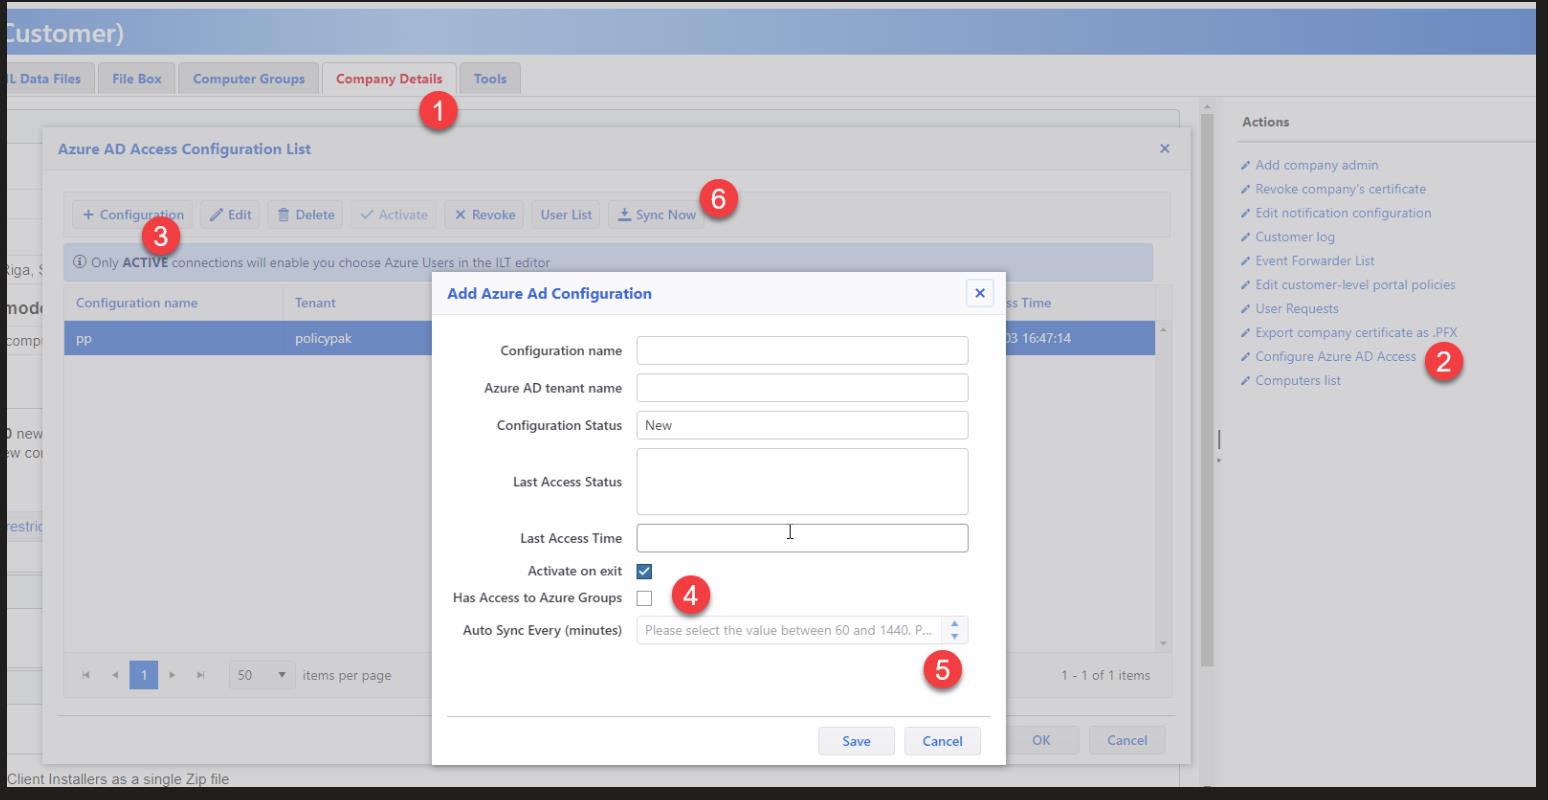 Customer)
IL Data Files
File Box
Computer Groups
Company Details
Tools
1
Azure AD Access Configuration List
+ Configuration
Edit
Delete
Activate
Revoke
User List
Sync Now
3
6
Only ACTIVE connections will enable you choose Azure Users in the ILT editor
Configuration name
Tenant
ss Time
pp
policypak
03 16:47:14
Riga, S
mode
compu
0 new
ew co
restric
1
50
items per page
1 - 1 of 1 items
OK
Cancel
Client Installers as a single Zip file
Add Azure Ad Configuration
Configuration name
Azure AD tenant name
Configuration Status
New
Last Access Status
Last Access Time
Activate on exit
Has Access to Azure Groups
4
Auto Sync Every (minutes)
Please select the value between 60 and 1440. P...
5
Save
Cancel
Actions
Add company admin
Revoke company's certificate
Edit notification configuration
Customer log
Event Forwarder List
Edit customer-level portal policies
User Requests
Export company certificate as .PFX
Configure Azure AD Access
2
Computers list